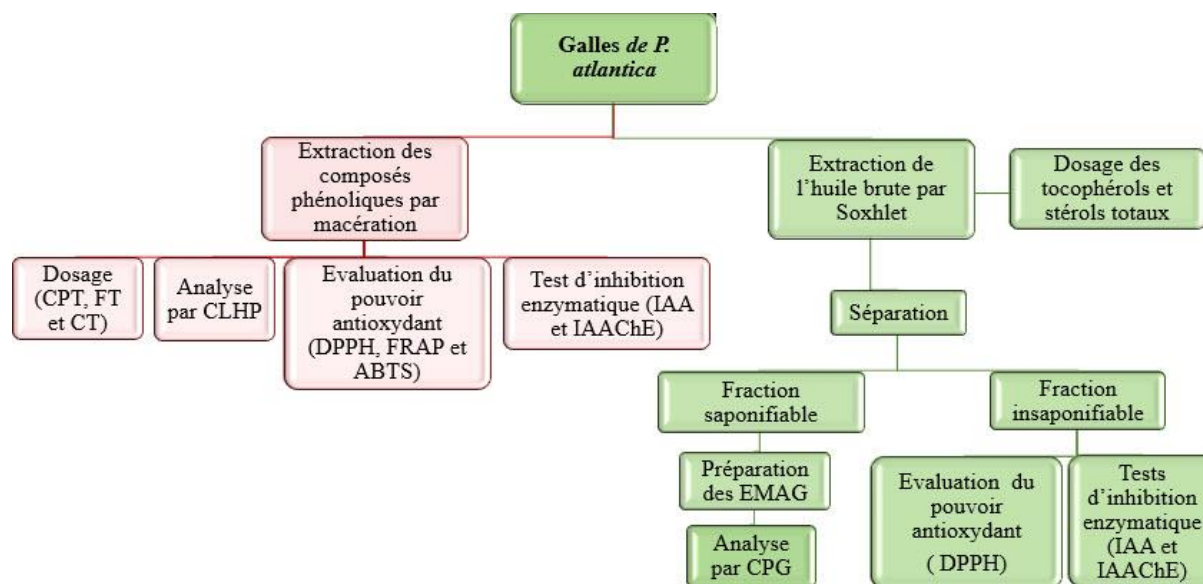 Galles de P.
atlantica
Extraction des
composés
phénoliques par
macération
Extraction de
l'huile brute par
Soxhlet
Dosage des
tocophérols et
stérols totaux
Dosage
(CPT, FT
et CT)
Analyse
par CLHP
Evaluation du
pouvoir
antioxydant
(DPPH, FRAP et
ABTS)
Test d'inhibition
enzymatique (IAA
et IAAChE)
Séparation
Fraction
saponifiable
Fraction
insaponifiable
Préparation
des EMAG
Analyse
par CPG
Evaluation du
pouvoir
antioxydant
( DPPH)
Tests
d'inhibition
enzymatique
(IAA et
IAAChE)